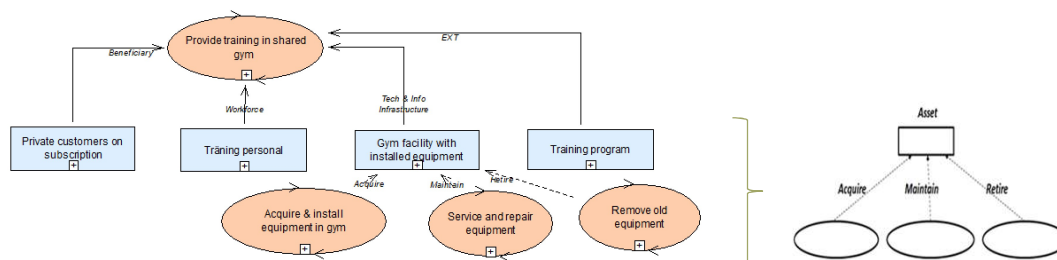 Provide training in shared
gym
EXT
Beneficiary
Workforce
Tech & Info
Infrastructure
Private customers on
subscription
Träning personal
Gym facility with
installed equipment
Training program
Acquire
Maintain
Retire
Acquire & install
equipment in gym
Service and repair
equipment
Remove old
equipment
Asset
Acquire
Maintain
Retire